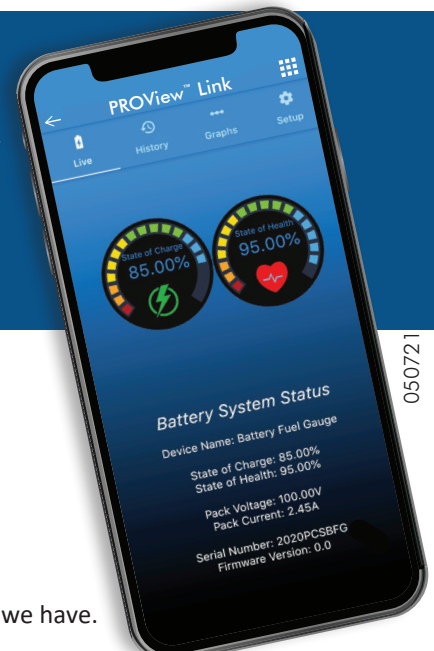 PROView™ Link
Live
History
Graphs
Setup
State of Charge
85.00%
State of Health
95.00%
Battery System Status
Device Name: Battery Fuel Gauge
State of Charge: 85.00%
State of Health: 95.00%
Pack Voltage: 100.00V
Pack Current: 2.45A
Serial Number: 2020PCSBFG
Firmware Version: 0.0
050721
we have.